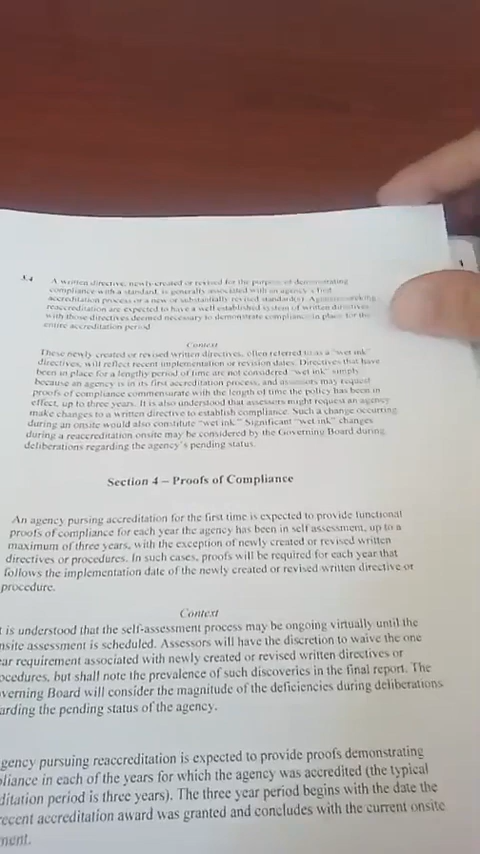 3.4 A written directive, newly created or revised for the purpose of demonstrating
compliance with a standard, is generally associated with an agency's first
accreditation process or a new or substantially revised standard(s). Agencies seeking
reaccreditation are expected to have a well established system of written directives
with those directives deemed necessary to demonstrate compliance in place for the
entire accreditation period
Context
These newly created or revised written directives, often referred to as a "wet ink"
directives, will reflect recent implementation or revision dates. Directives that have
been in place for a lengthy period of time are not considered "wet ink" simply
because an agency is in its first accreditation process, and assessors may request
proofs of compliance commensurate with the length of time the policy has been in
effect, up to three years. It is also understood that assessors might request an agency
make changes to a written directive to establish compliance. Such a change occurring
during an onsite would also constitute "wet ink." Significant "wet ink" changes
during a reaccreditation onsite may be considered by the Governing Board during
deliberations regarding the agency's pending status.
Section 4 – Proofs of Compliance
An agency pursing accreditation for the first time is expected to provide functional
proofs of compliance for each year the agency has been in self assessment, up to a
maximum of three years, with the exception of newly created or revised written
directives or procedures. In such cases, proofs will be required for each year that
follows the implementation date of the newly created or revised written directive or
procedure.
Context
t is understood that the self-assessment process may be ongoing virtually until the
nsite assessment is scheduled. Assessors will have the discretion to waive the one
ear requirement associated with newly created or revised written directives or
ocedures, but shall note the prevalence of such discoveries in the final report. The
verning Board will consider the magnitude of the deficiencies during deliberations
arding the pending status of the agency.
gency pursuing reaccreditation is expected to provide proofs demonstrating
pliance in each of the years for which the agency was accredited (the typical
ditation period is three years). The three year period begins with the date the
recent accreditation award was granted and concludes with the current onsite
ment.